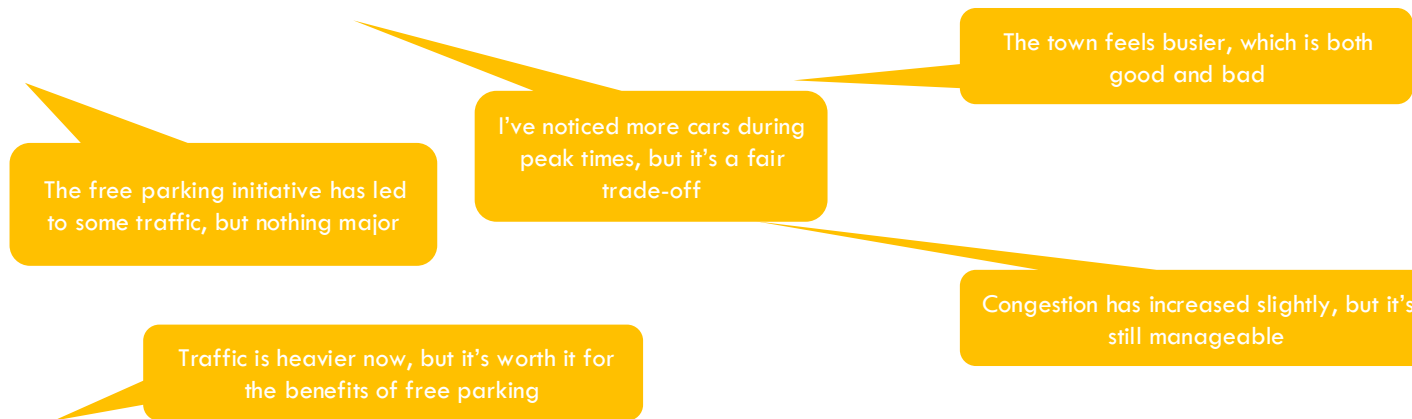 The town feels busier, which is both
good and bad
I've noticed more cars during
peak times, but it's a fair
trade-off
The free parking initiative has led
to some traffic, but nothing major
Congestion has increased slightly, but it's
still manageable
Traffic is heavier now, but it's worth it for
the benefits of free parking